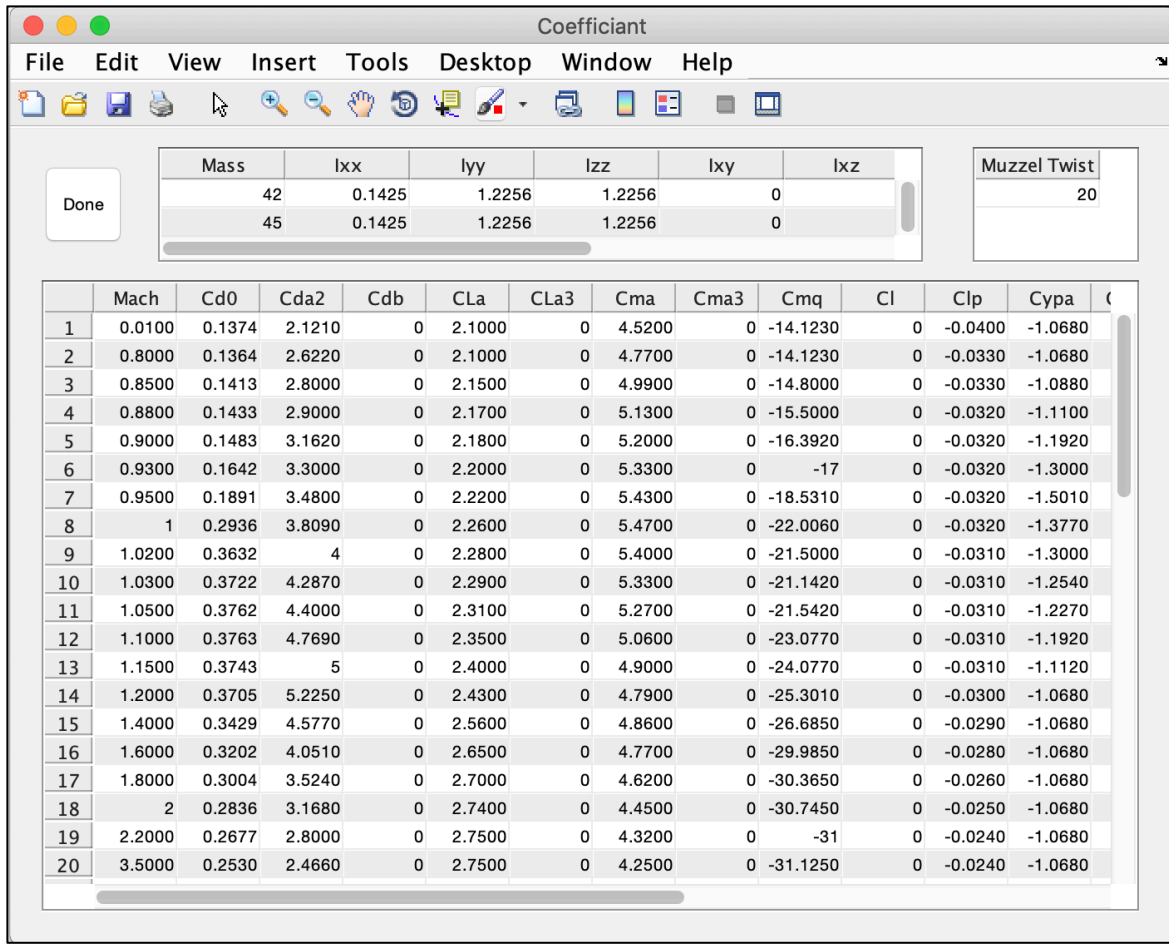 Coefficiant
File Edit View Insert Tools Desktop Window Help
Done
Mass Ixx Iyy Izz Ixy Ixz
42 0.1425 1.2256 1.2256 0
45 0.1425 1.2256 1.2256 0
Muzzel Twist
20
Mach Cd0 Cda2 Cdb CLa CLa3 Cma Cma3 Cmq Cl Clp Cypa
1 0.0100 0.1374 2.1210 0 2.1000 0 4.5200 0 -14.1230 0 -0.0400 -1.0680
2 0.8000 0.1364 2.6220 0 2.1000 0 4.7700 0 -14.1230 0 -0.0330 -1.0680
3 0.8500 0.1413 2.8000 0 2.1500 0 4.9900 0 -14.8000 0 -0.0330 -1.0880
4 0.8800 0.1433 2.9000 0 2.1700 0 5.1300 0 -15.5000 0 -0.0320 -1.1100
5 0.9000 0.1483 3.1620 0 2.1800 0 5.2000 0 -16.3920 0 -0.0320 -1.1920
6 0.9300 0.1642 3.3000 0 2.2000 0 5.3300 0 -17 0 -0.0320 -1.3000
7 0.9500 0.1891 3.4800 0 2.2200 0 5.4300 0 -18.5310 0 -0.0320 -1.5010
8 1 0.2936 3.8090 0 2.2600 0 5.4700 0 -22.0060 0 -0.0320 -1.3770
9 1.0200 0.3632 4 0 2.2800 0 5.4000 0 -21.5000 0 -0.0310 -1.3000
10 1.0300 0.3722 4.2870 0 2.2900 0 5.3300 0 -21.1420 0 -0.0310 -1.2540
11 1.0500 0.3762 4.4000 0 2.3100 0 5.2700 0 -21.5420 0 -0.0310 -1.2270
12 1.1000 0.3763 4.7690 0 2.3500 0 5.0600 0 -23.0770 0 -0.0310 -1.1920
13 1.1500 0.3743 5 0 2.4000 0 4.9000 0 -24.0770 0 -0.0310 -1.1120
14 1.2000 0.3705 5.2250 0 2.4300 0 4.7900 0 -25.3010 0 -0.0300 -1.0680
15 1.4000 0.3429 4.5770 0 2.5600 0 4.8600 0 -26.6850 0 -0.0290 -1.0680
16 1.6000 0.3202 4.0510 0 2.6500 0 4.7700 0 -29.9850 0 -0.0280 -1.0680
17 1.8000 0.3004 3.5240 0 2.7000 0 4.6200 0 -30.3650 0 -0.0260 -1.0680
18 2 0.2836 3.1680 0 2.7400 0 4.4500 0 -30.7450 0 -0.0250 -1.0680
19 2.2000 0.2677 2.8000 0 2.7500 0 4.3200 0 -31 0 -0.0240 -1.0680
20 3.5000 0.2530 2.4660 0 2.7500 0 4.2500 0 -31.1250 0 -0.0240 -1.0680